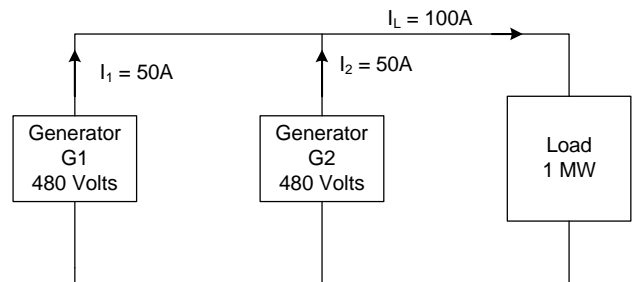 I_L = 100A
I_1 = 50A
I_2 = 50A
Generator
G1
480 Volts
Generator
G2
480 Volts
Load
1 MW